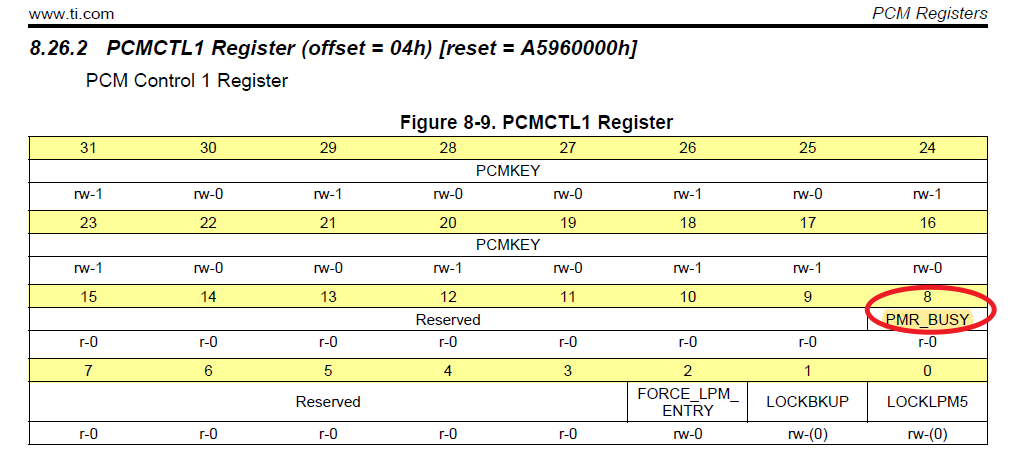 www.ti.com PCM Registers
8.26.2 PCMCTL1 Register (offset = 04h) [reset = A5960000h]
PCM Control 1 Register
Figure 8-9. PCMCTL1 Register
31 30 29 28 27 26 25 24
PCMKEY
rw-1 rw-0 rw-1 rw-0 rw-0 rw-1 rw-0 rw-1
23 22 21 20 19 18 17 16
PCMKEY
rw-1 rw-0 rw-0 rw-1 rw-0 rw-1 rw-1 rw-0
15 14 13 12 11 10 9 8
Reserved PMR_BUSY
r-0 r-0 r-0 r-0 r-0 r-0 r-0 r-0
7 6 5 4 3 2 1 0
Reserved FORCE_LPM_ LOCKBKUP LOCKLPM5
ENTRY
r-0 r-0 r-0 r-0 r-0 rw-0 rw-(0) rw-(0)